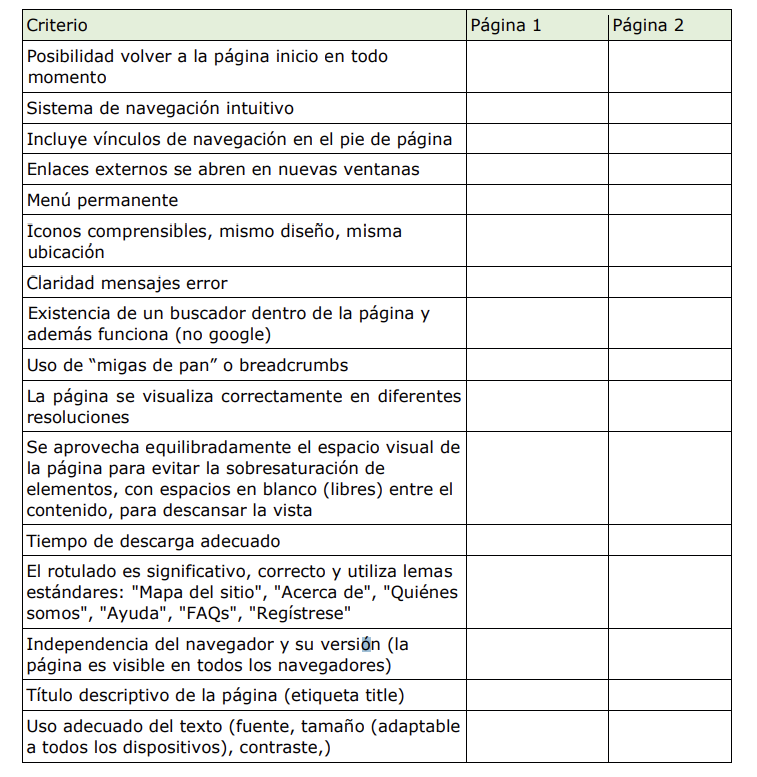 Criterio Página 1 Página 2
Posibilidad volver a la página inicio en todo
momento
Sistema de navegación intuitivo
Incluye vínculos de navegación en el pie de página
Enlaces externos se abren en nuevas ventanas
Menú permanente
Iconos comprensibles, mismo diseño, misma
ubicación
Claridad mensajes error
Existencia de un buscador dentro de la página y
además funciona (no google)
Uso de “migas de pan” o breadcrumbs
La página se visualiza correctamente en diferentes
resoluciones
Se aprovecha equilibradamente el espacio visual de
la página para evitar la sobresaturación de
elementos, con espacios en blanco (libres) entre el
contenido, para descansar la vista
Tiempo de descarga adecuado
El rotulado es significativo, correcto y utiliza lemas
estándares: "Mapa del sitio", "Acerca de", "Quiénes
somos", "Ayuda", "FAQs", "Regístrese"
Independencia del navegador y su versión (la
página es visible en todos los navegadores)
Título descriptivo de la página (etiqueta title)
Uso adecuado del texto (fuente, tamaño (adaptable
a todos los dispositivos), contraste,)